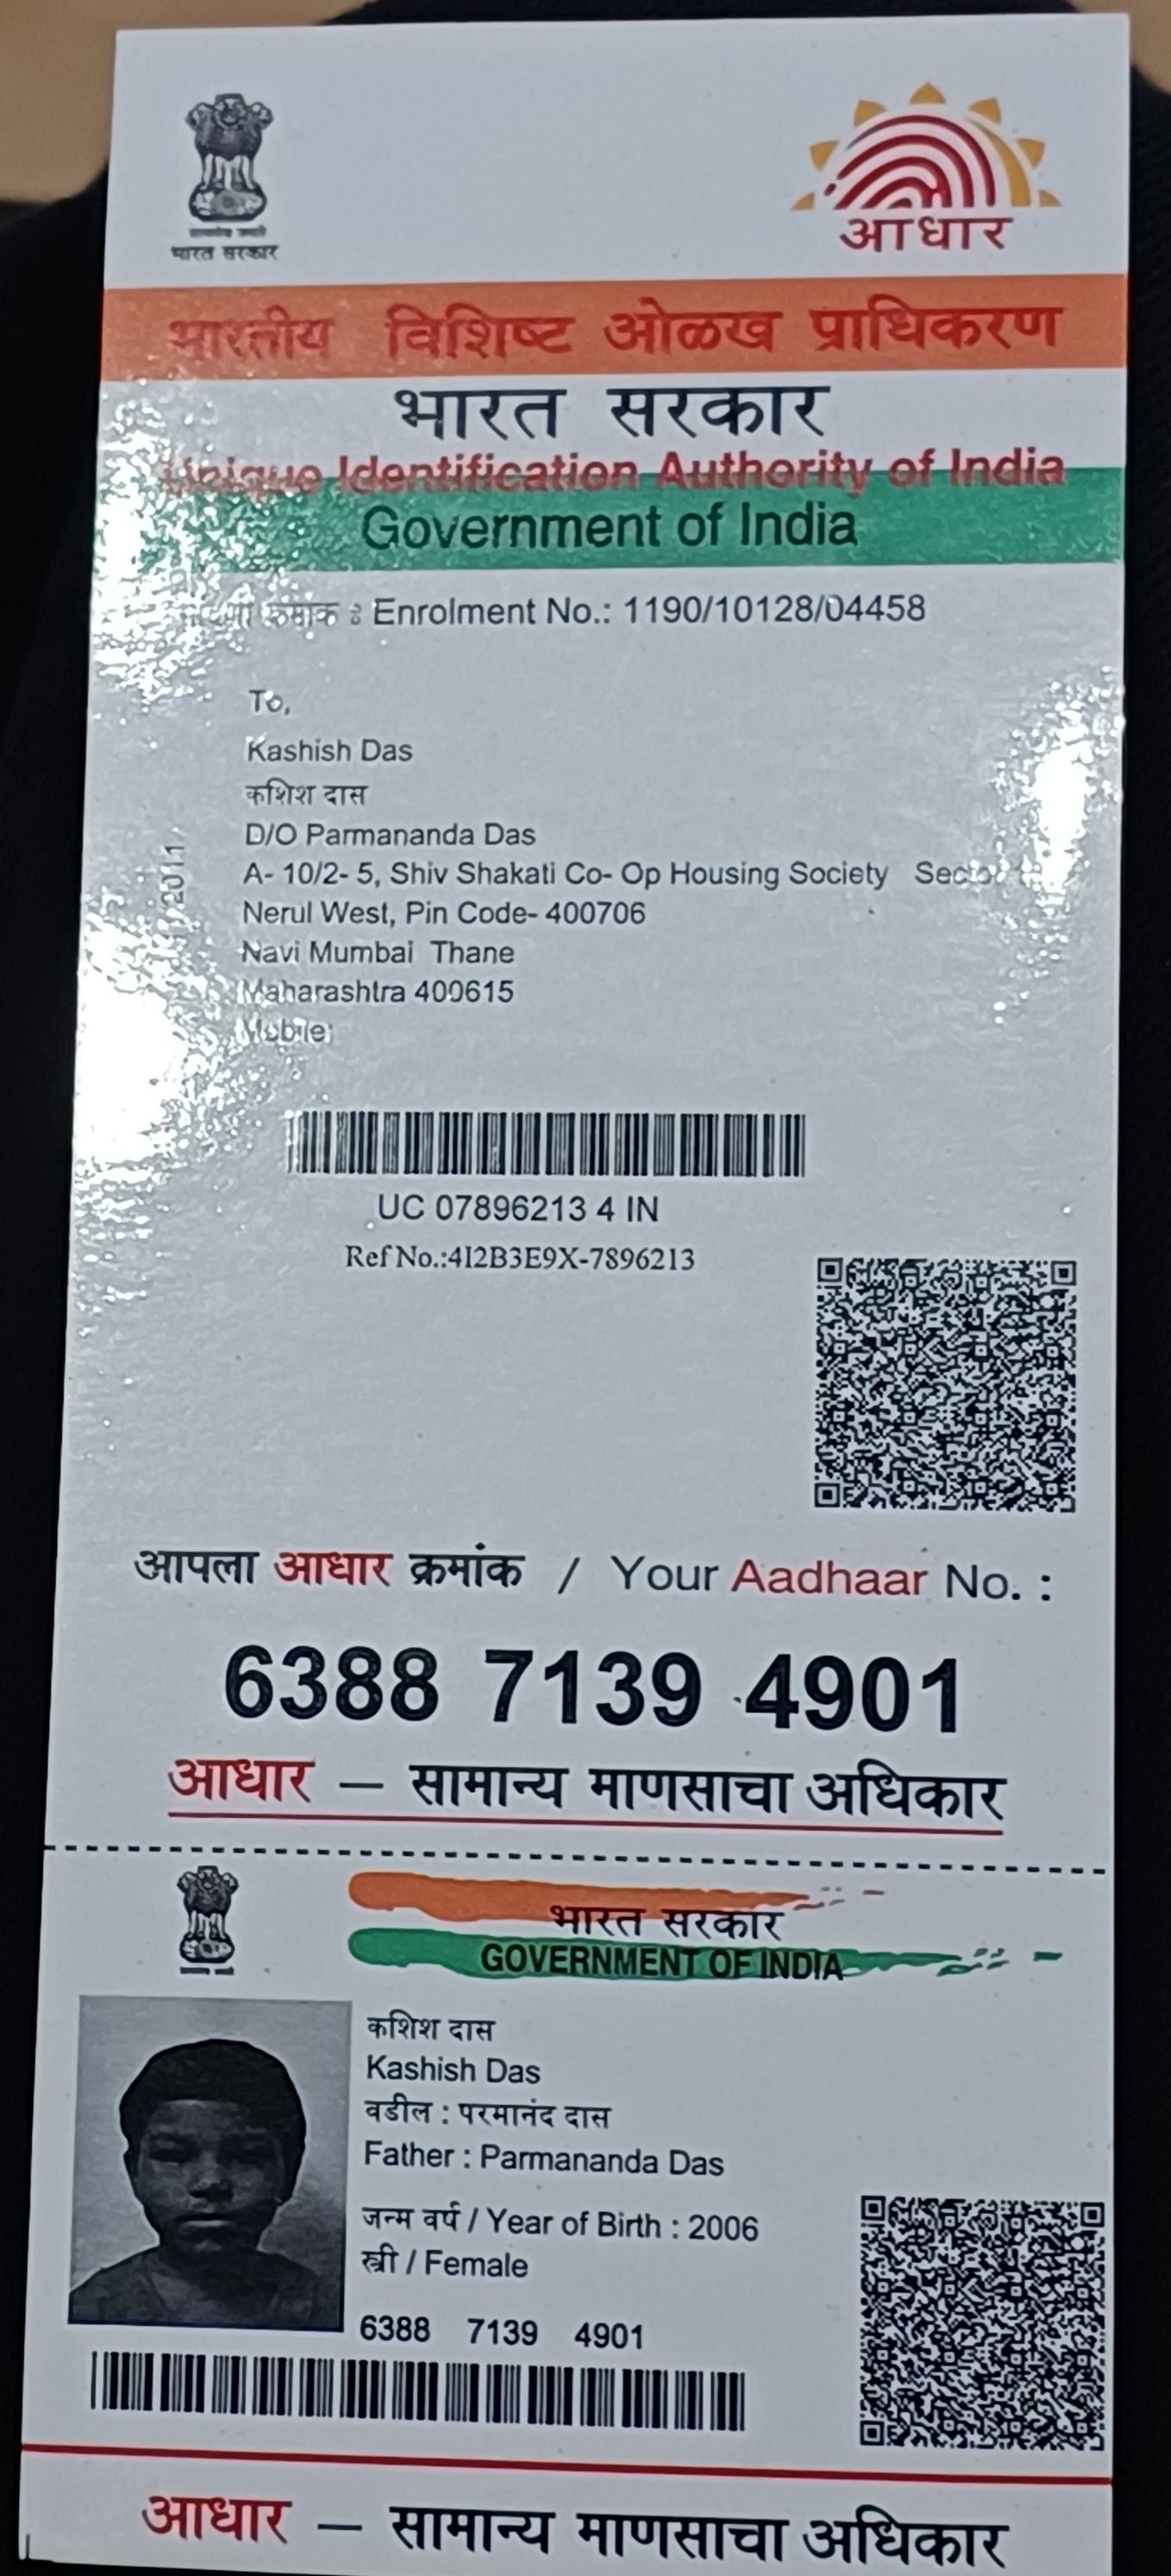 भारत सरकार
आधार
भारतीय विशिष्ट ओळख प्राधिकरण
भारत सरकार
Unique Identification Authority of India
Government of India
क्रमांक : Enrolment No.: 1190/10128/04458
To,
Kashish Das
कशिश दास
D/O Parmananda Das
A- 10/2- 5, Shiv Shakati Co- Op Housing Society
Nerul West, Pin Code- 400706
Navi Mumbai Thane
Maharashtra 400615
Mobile:
UC 07896213 4 IN
Ref No.:4I2B3E9X-7896213
आपला आधार क्रमांक / Your Aadhaar No. :
6388 7139 4901
आधार — सामान्य माणसाचा अधिकार
भारत सरकार
GOVERNMENT OF INDIA
कशिश दास
Kashish Das
वडील : परमानंद दास
Father : Parmananda Das
जन्म वर्ष / Year of Birth : 2006
स्त्री / Female
6388 7139 4901
आधार — सामान्य माणसाचा अधिकार